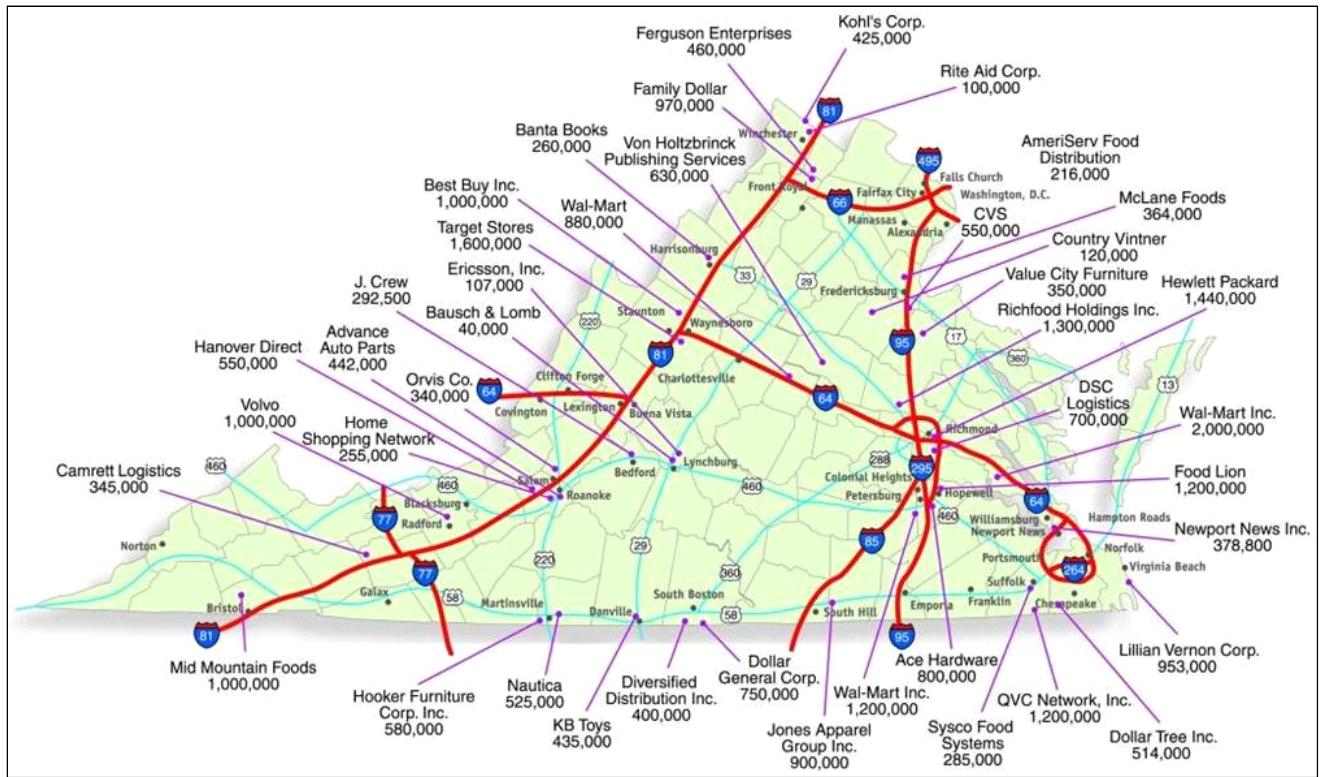 Kohl's Corp.
425,000
Ferguson Enterprises
460,000
Rite Aid Corp.
100,000
Family Dollar
970,000
81
Banta Books
260,000
Von Holtzbrinck
Publishing Services
630,000
Winchester
AmeriServ Food
Distribution
216,000
495
Falls Church
Washington, D.C.
Front Royal
Fairfax City
66
Best Buy Inc.
1,000,000
Wal-Mart
880,000
McLane Foods
364,000
CVS
550,000
Manassas
Alexandria
Target Stores
1,600,000
Country Vintner
120,000
Harrisonburg
33
29
Value City Furniture
350,000
Hewlett Packard
1,440,000
Ericsson, Inc.
107,000
J. Crew
292,500
Fredericksburg
Richfood Holdings Inc.
1,300,000
Bausch & Lomb
40,000
Staunton
Waynesboro
220
Advance
Auto Parts
442,000
17
95
360
Hanover Direct
550,000
81
Charlottesville
Clifton Forge
Orvis Co.
340,000
64
Covington
Lexington
Buena Vista
64
13
DSC
Logistics
700,000
Volvo
1,000,000
Home
Shopping Network
255,000
Wal-Mart Inc.
2,000,000
Richmond
Camrett Logistics
345,000
460
Lynchburg
Bedford
288
295
Colonial Heights
Food Lion
1,200,000
Salem
Roanoke
460
460
Petersburg
Hopewell
64
Blacksburg
Radford
77
460
Williamsburg
Newport News
Hampton Roads
Newport News Inc.
378,800
85
Norton
29
220
Portsmouth
Norfolk
264
Virginia Beach
77
360
Suffolk
Galax
58
Martinsville
Danville
South Boston
58
South Hill
Emporia
Franklin
Chesapeake
Bristol
81
95
Mid Mountain Foods
1,000,000
Hooker Furniture
Corp. Inc.
580,000
Nautica
525,000
KB Toys
435,000
Diversified
Distribution Inc.
400,000
Dollar
General Corp.
750,000
Jones Apparel
Group Inc.
900,000
Wal-Mart Inc.
1,200,000
Ace Hardware
800,000
Sysco Food
Systems
285,000
QVC Network, Inc.
1,200,000
Dollar Tree Inc.
514,000
Lillian Vernon Corp.
953,000